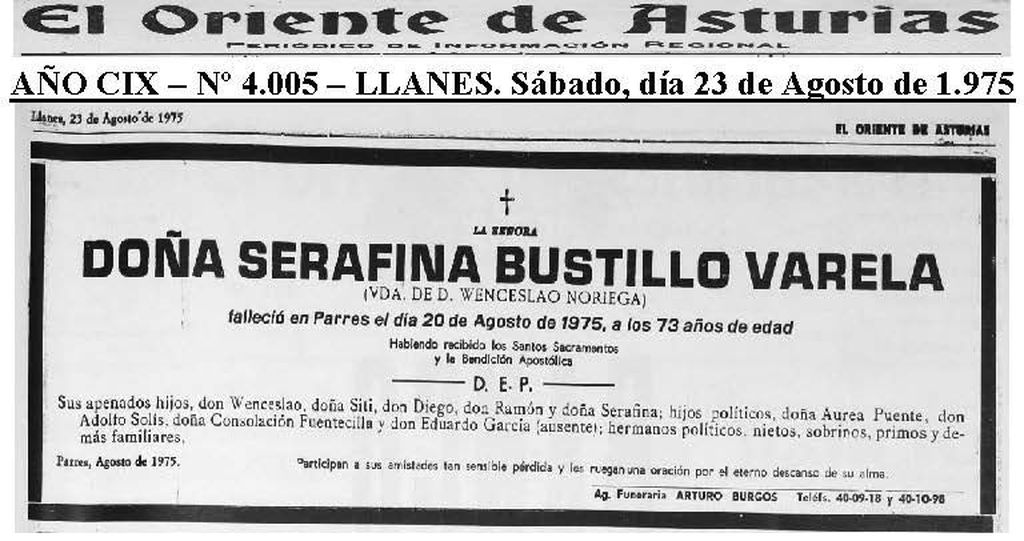 El Oriente de Asturias
PERIÓDICO DE INFORMACIÓN REGIONAL
AÑO CIX – Nº 4.005 – LLANES. Sábado, día 23 de Agosto de 1.975
Llanes, 23 de Agosto de 1975
EL ORIENTE DE ASTURIAS
LA SEÑORA
DOÑA SERAFINA BUSTILLO VARELA
(VDA. DE D. WENCESLAO NORIEGA)
falleció en Parres el día 20 de Agosto de 1975, a los 73 años de edad
Habiendo recibido los Santos Sacramentos
y la Bendición Apostólica
D. E. P.
Sus apenados hijos, don Wenceslao, doña Siti, don Diego, don Ramón y doña Serafina; hijos políticos, doña Aurea Puente, don
Adolfo Solís, doña Consolación Fuentecilla y don Eduardo García (ausente); hermanos políticos, nietos, sobrinos, primos y de-
más familiares,
Parres, Agosto de 1975.
Participan a sus amistades tan sensible pérdida y les ruegan una oración por el eterno descanso de su alma.
Ag. Funeraria ARTURO BURGOS Teléfs. 40-09-18 y 40-10-98